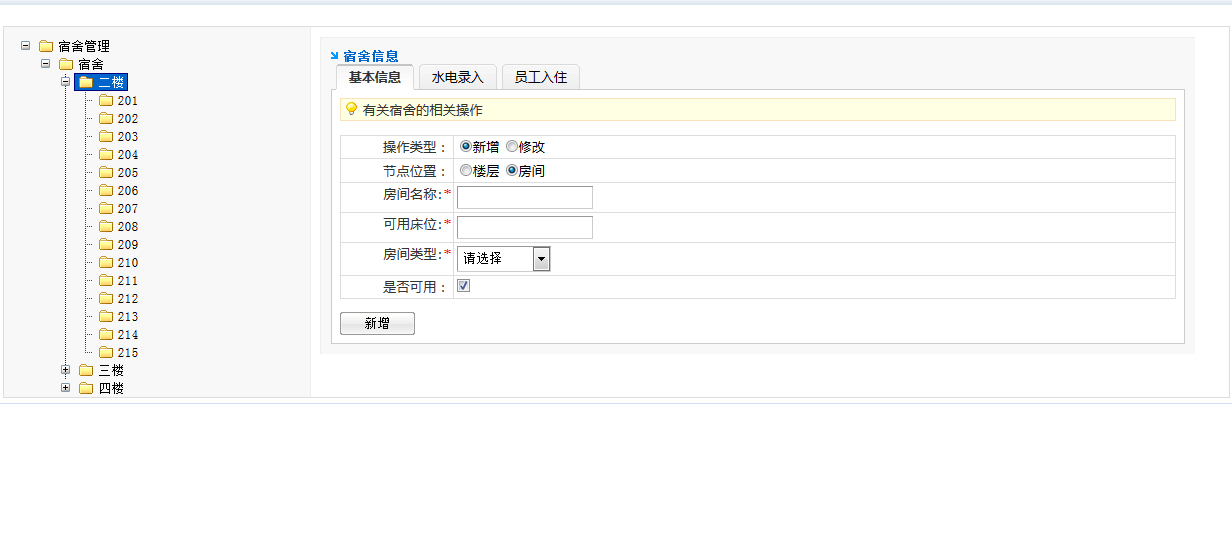 宿舍管理
宿舍
二楼
201
202
203
204
205
206
207
208
209
210
211
212
213
214
215
三楼
四楼
宿舍信息
基本信息 水电录入 员工入住
有关宿舍的相关操作
操作类型： 新增 修改
节点位置： 楼层 房间
房间名称:*
可用床位:*
房间类型:* 请选择
是否可用：
新增